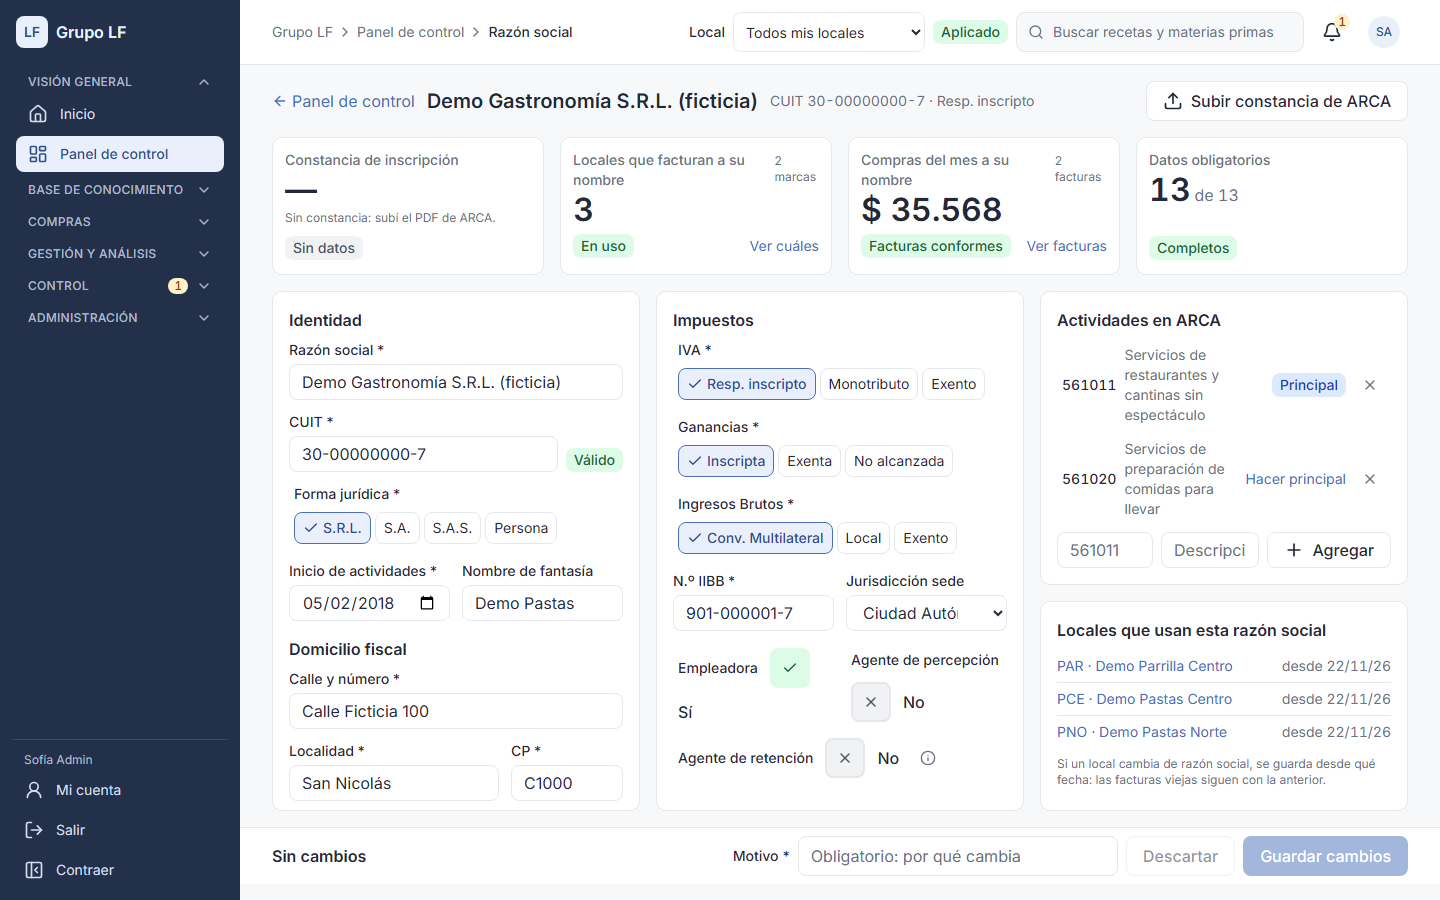 LF Grupo LF
VISIÓN GENERAL
Inicio
Panel de control
BASE DE CONOCIMIENTO
COMPRAS
GESTIÓN Y ANÁLISIS
CONTROL 1
ADMINISTRACIÓN
Sofía Admin
Mi cuenta
Salir
Contraer
Grupo LF > Panel de control > Razón social
Local Todos mis locales Aplicado Buscar recetas y materias primas 1 SA
← Panel de control Demo Gastronomía S.R.L. (ficticia) CUIT 30-00000000-7 · Resp. inscripto Subir constancia de ARCA
Constancia de inscripción
—
Sin constancia: subí el PDF de ARCA.
Sin datos
Locales que facturan a su nombre
2 marcas
3
En uso Ver cuáles
Compras del mes a su nombre
2 facturas
$ 35.568
Facturas conformes Ver facturas
Datos obligatorios
13 de 13
Completos
Identidad
Razón social *
Demo Gastronomía S.R.L. (ficticia)
CUIT *
30-00000000-7 Válido
Forma jurídica *
S.R.L. S.A. S.A.S. Persona
Inicio de actividades * Nombre de fantasía
05/02/2018 Demo Pastas
Domicilio fiscal
Calle y número *
Calle Ficticia 100
Localidad * CP *
San Nicolás C1000
Impuestos
IVA *
Resp. inscripto Monotributo Exento
Ganancias *
Inscripta Exenta No alcanzada
Ingresos Brutos *
Conv. Multilateral Local Exento
N.º IIBB * Jurisdicción sede
901-000001-7 Ciudad Autó
Empleadora Sí
Agente de percepción No
Agente de retención No
Actividades en ARCA
561011 Servicios de restaurantes y cantinas sin espectáculo Principal
561020 Servicios de preparación de comidas para llevar Hacer principal
561011 Descripci Agregar
Locales que usan esta razón social
PAR · Demo Parrilla Centro desde 22/11/26
PCE · Demo Pastas Centro desde 22/11/26
PNO · Demo Pastas Norte desde 22/11/26
Si un local cambia de razón social, se guarda desde qué
fecha: las facturas viejas siguen con la anterior.
Sin cambios Motivo * Obligatorio: por qué cambia Descartar Guardar cambios